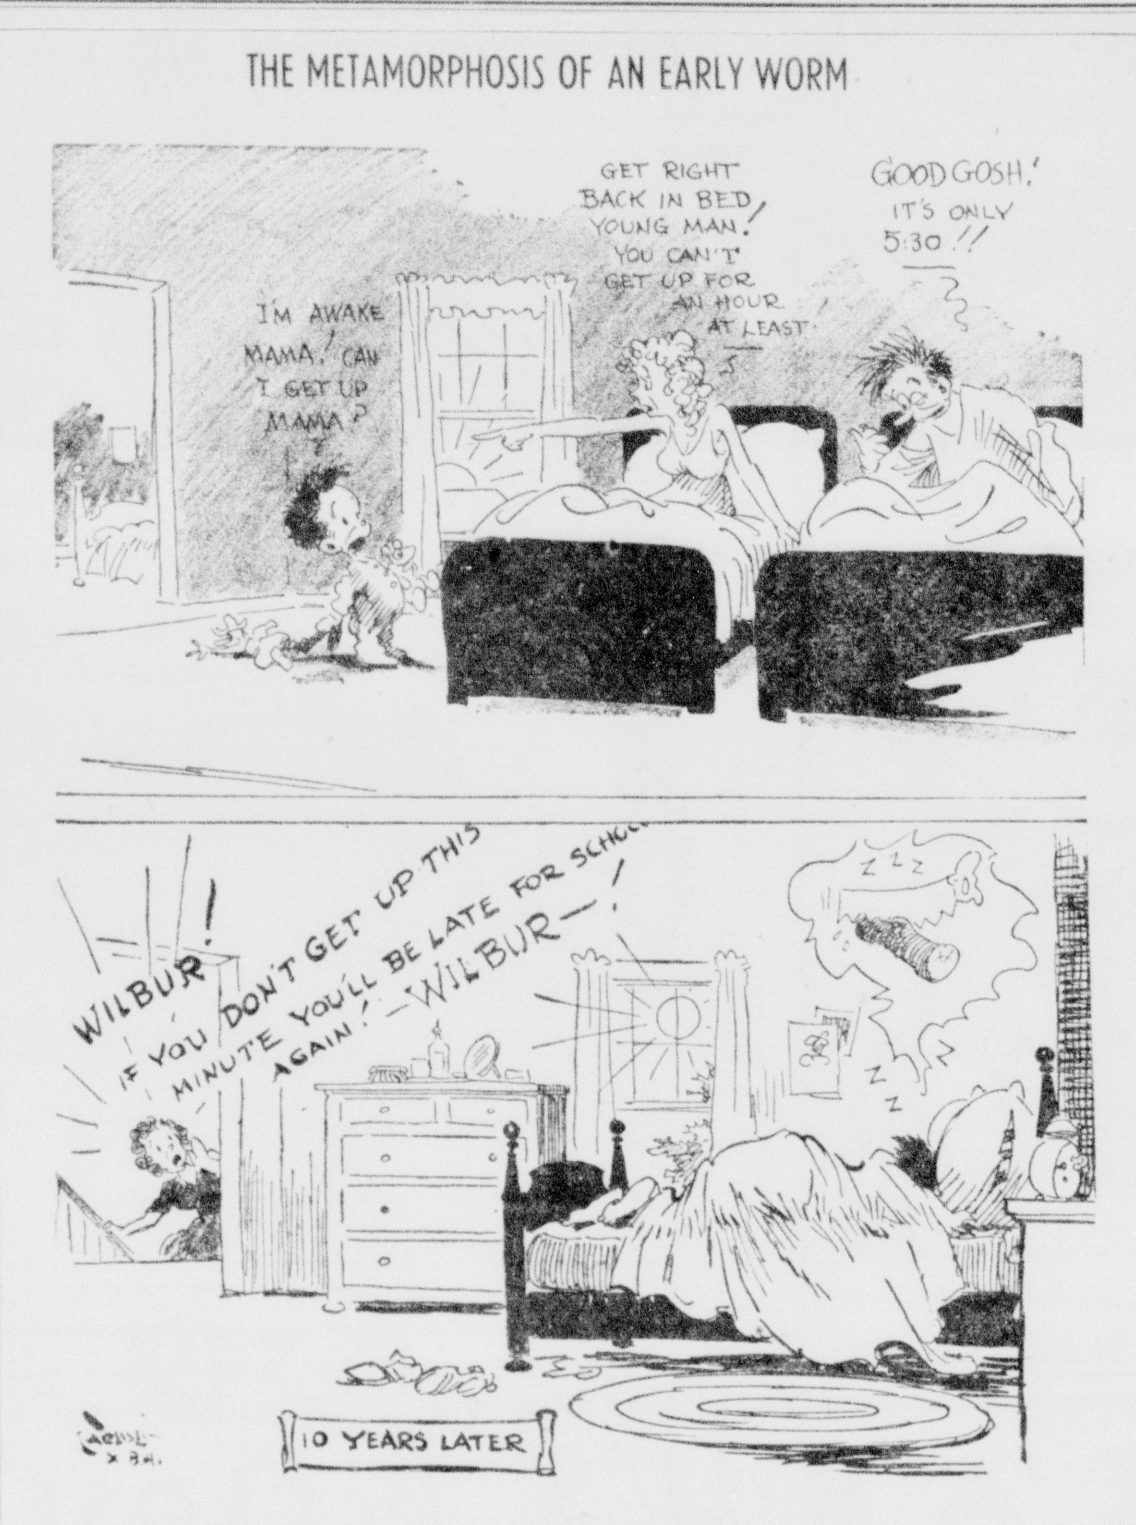 THE METAMORPHOSIS OF AN EARLY WORM
I'M AWAKE
MAMA! CAN
I GET UP
MAMA?
GET RIGHT
BACK IN BED,
YOUNG MAN!
YOU CAN'T
GET UP FOR
AN HOUR
AT LEAST.
GOOD GOSH!
IT'S ONLY
5:30!!
WILBUR!
IF YOU DON'T GET UP THIS
MINUTE YOU'LL BE LATE FOR SCHOOL
AGAIN! — WILBUR —!
Z Z Z
Z
Z
Z
10 YEARS LATER